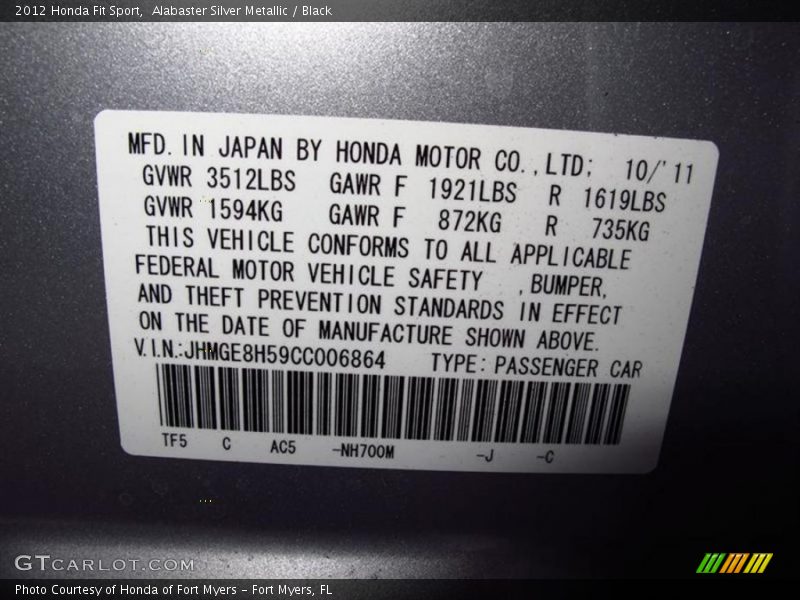 2012 Honda Fit Sport,  Alabaster Silver Metallic / Black
MFD. IN JAPAN BY HONDA MOTOR CO.,LTD; 10/'11
GVWR 3512LBS GAWR F 1921LBS R 1619LBS
GVWR 1594KG GAWR F 872KG R 735KG
THIS VEHICLE CONFORMS TO ALL APPLICABLE
FEDERAL MOTOR VEHICLE SAFETY ,BUMPER,
AND THEFT PREVENTION STANDARDS IN EFFECT
ON THE DATE OF MANUFACTURE SHOWN ABOVE.
V.I.N.:JHMGE8H59CC006864 TYPE:PASSENGER CAR
TF5 C AC5 -NH700M -J -C
GTCARLOT.COM
Photo Courtesy of Honda of Fort Myers – Fort Myers, FL